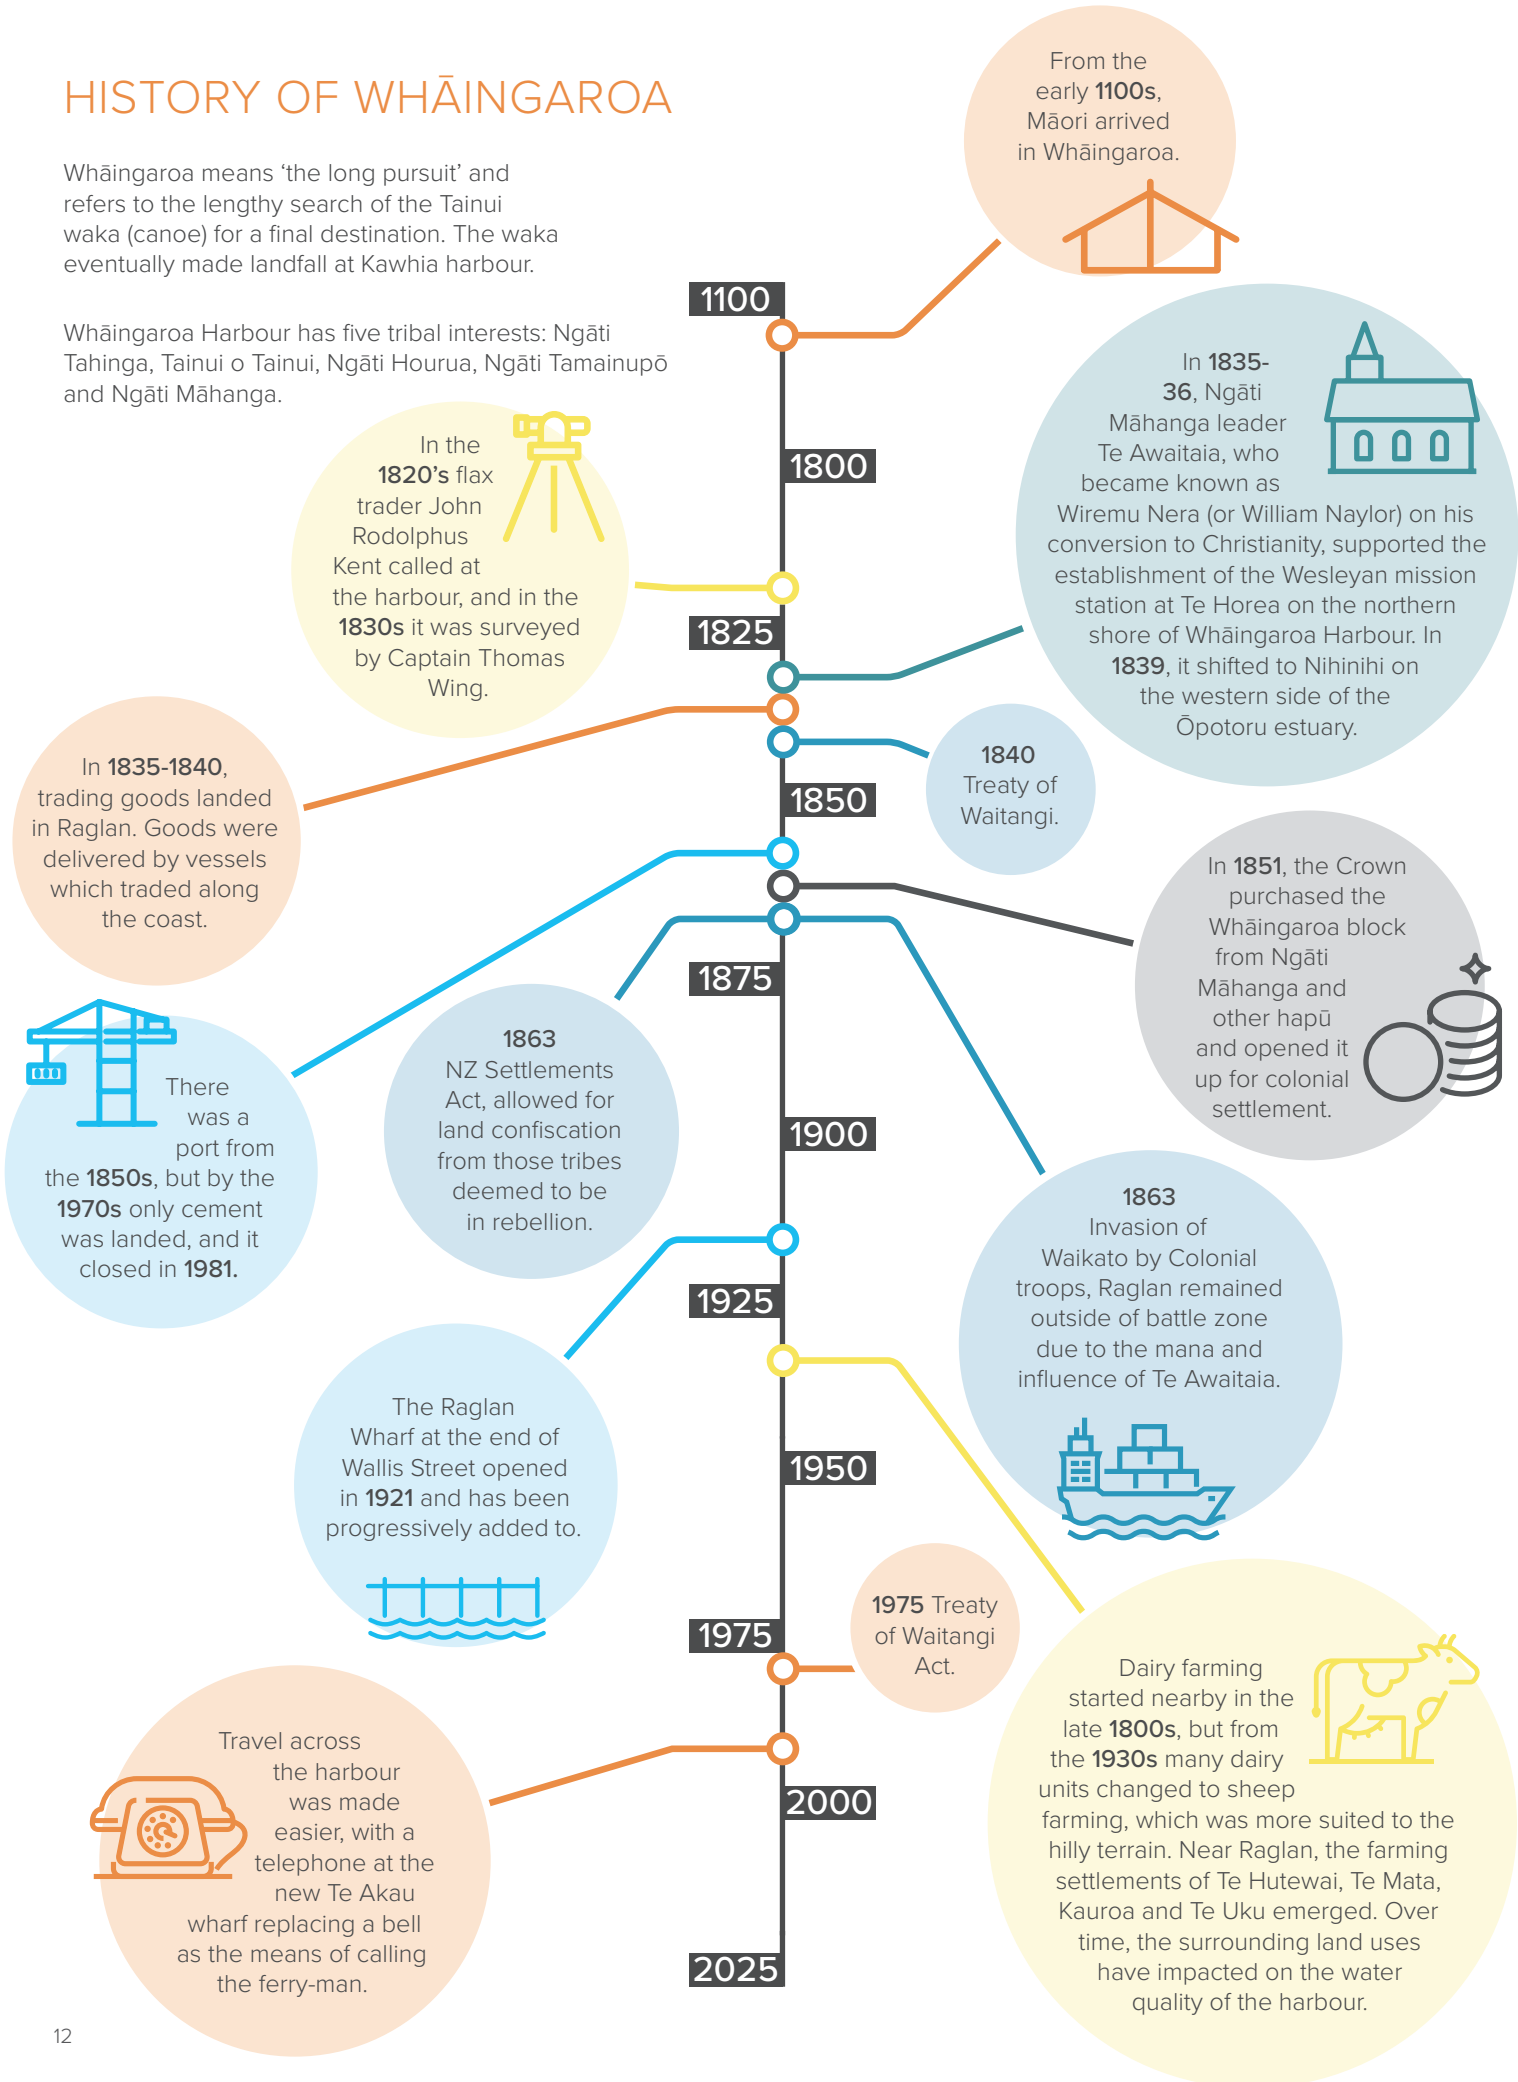 HISTORY OF WHĀINGAROA
Whāingaroa means ‘the long pursuit’ and
refers to the lengthy search of the Tainui
waka (canoe) for a final destination. The waka
eventually made landfall at Kawhia harbour.
Whāingaroa Harbour has five tribal interests: Ngāti
Tahinga, Tainui o Tainui, Ngāti Hourua, Ngāti Tamainupō
and Ngāti Māhanga.
From the
early 1100s,
Māori arrived
in Whāingaroa.
1100
In the
1820’s flax
trader John
Rodolphus
Kent called at
the harbour, and in the
1830s it was surveyed
by Captain Thomas
Wing.
1800
In 1835-
36, Ngāti
Māhanga leader
Te Awaitaia, who
became known as
Wiremu Nera (or William Naylor) on his
conversion to Christianity, supported the
establishment of the Wesleyan mission
station at Te Horea on the northern
shore of Whāingaroa Harbour. In
1839, it shifted to Nihinihi on
the western side of the
Ōpotoru estuary.
1825
In 1835-1840,
trading goods landed
in Raglan. Goods were
delivered by vessels
which traded along
the coast.
1840
Treaty of
Waitangi.
1850
In 1851, the Crown
purchased the
Whāingaroa block
from Ngāti
Māhanga and
other hapū
and opened it
up for colonial
settlement.
1875
There
was a
port from
the 1850s, but by the
1970s only cement
was landed, and it
closed in 1981.
1863
NZ Settlements
Act, allowed for
land confiscation
from those tribes
deemed to be
in rebellion.
1900
1863
Invasion of
Waikato by Colonial
troops, Raglan remained
outside of battle zone
due to the mana and
influence of Te Awaitaia.
1925
The Raglan
Wharf at the end of
Wallis Street opened
in 1921 and has been
progressively added to.
1950
1975 Treaty
of Waitangi
Act.
1975
Dairy farming
started nearby in the
late 1800s, but from
the 1930s many dairy
units changed to sheep
farming, which was more suited to the
hilly terrain. Near Raglan, the farming
settlements of Te Hutewai, Te Mata,
Kauroa and Te Uku emerged. Over
time, the surrounding land uses
have impacted on the water
quality of the harbour.
Travel across
the harbour
was made
easier, with a
telephone at the
new Te Akau
wharf replacing a bell
as the means of calling
the ferry-man.
2000
2025
12